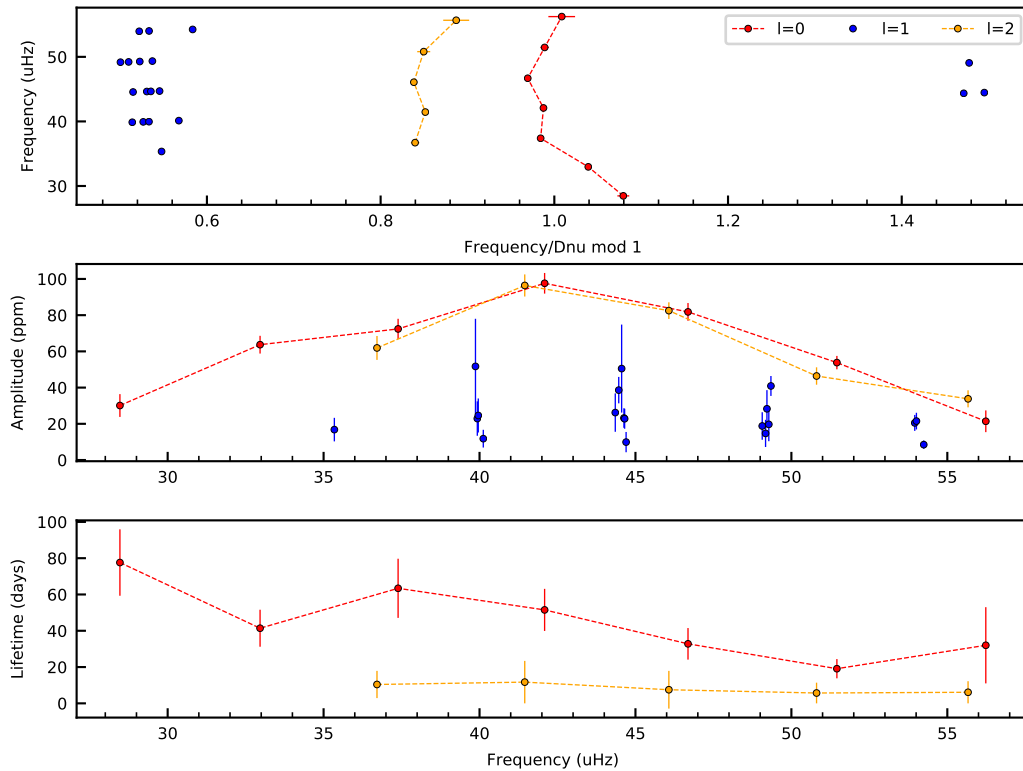 l=0 l=1 l=2
Frequency (uHz)
50
40
30
0.6 0.8 1.0 1.2 1.4
Frequency/Dnu mod 1
Amplitude (ppm)
100
80
60
40
20
0
30 35 40 45 50 55
Lifetime (days)
100
80
60
40
20
0
30 35 40 45 50 55
Frequency (uHz)